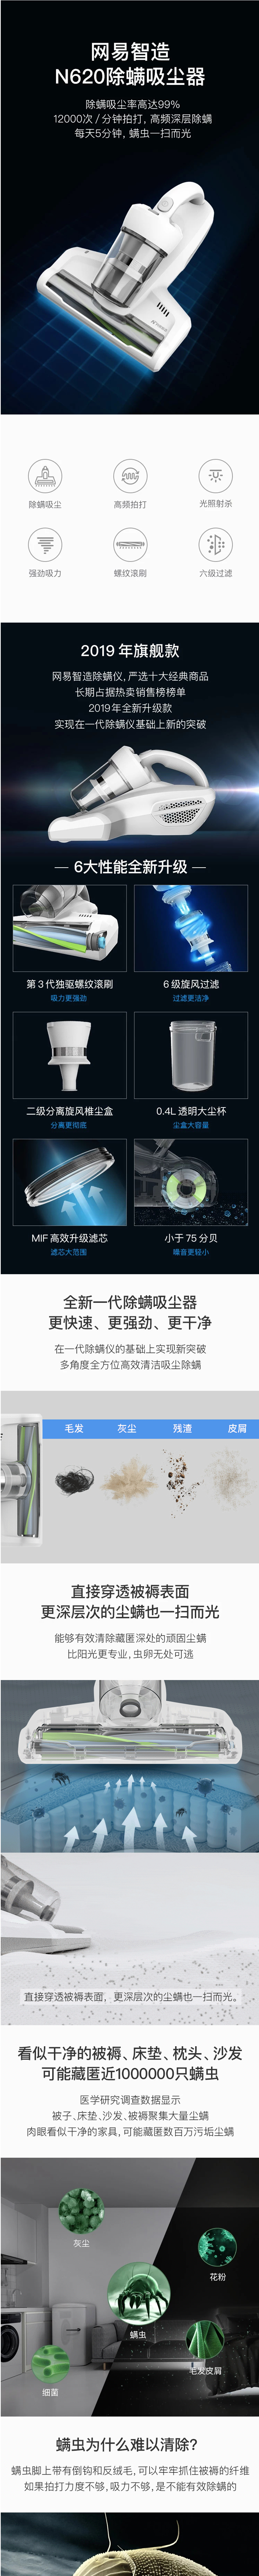 网易智造
N620除螨吸尘器
除螨吸尘率高达99%
12000次/分钟拍打，高频深层除螨
每天5分钟，螨虫一扫而光
除螨吸尘
高频拍打
光照射杀
强劲吸力
螺纹滚刷
六级过滤
2019 年旗舰款
网易智造除螨仪，严选十大经典商品
长期占据热卖销售榜榜单
2019年全新升级款
实现在一代除螨仪基础上新的突破
— 6大性能全新升级 —
第 3 代独驱螺纹滚刷
吸力更强劲
6 级旋风过滤
过滤更洁净
二级分离旋风椎尘盒
分离更彻底
0.4L 透明大尘杯
尘盒大容量
MIF 高效升级滤芯
滤芯大范围
小于 75 分贝
噪音更轻小
全新一代除螨吸尘器
更快速、更强劲、更干净
在一代除螨仪的基础上实现新突破
多角度全方位高效清洁吸尘除螨
毛发
灰尘
残渣
皮屑
直接穿透被褥表面
更深层次的尘螨也一扫而光
能够有效清除藏匿深处的顽固尘螨
比阳光更专业，虫卵无处可逃
直接穿透被褥表面，更深层次的尘螨也一扫而光。
看似干净的被褥、床垫、枕头、沙发
可能藏匿近1000000只螨虫
医学研究调查数据显示
被子、床垫、沙发、被褥聚集大量尘螨
肉眼看似干净的家具，可能藏匿数百万污垢尘螨
灰尘
花粉
螨虫
毛发皮屑
细菌
螨虫为什么难以清除？
螨虫脚上带有倒钩和反绒毛，可以牢牢抓住被褥的纤维
如果拍打力度不够，吸力不够，是不能有效除螨的